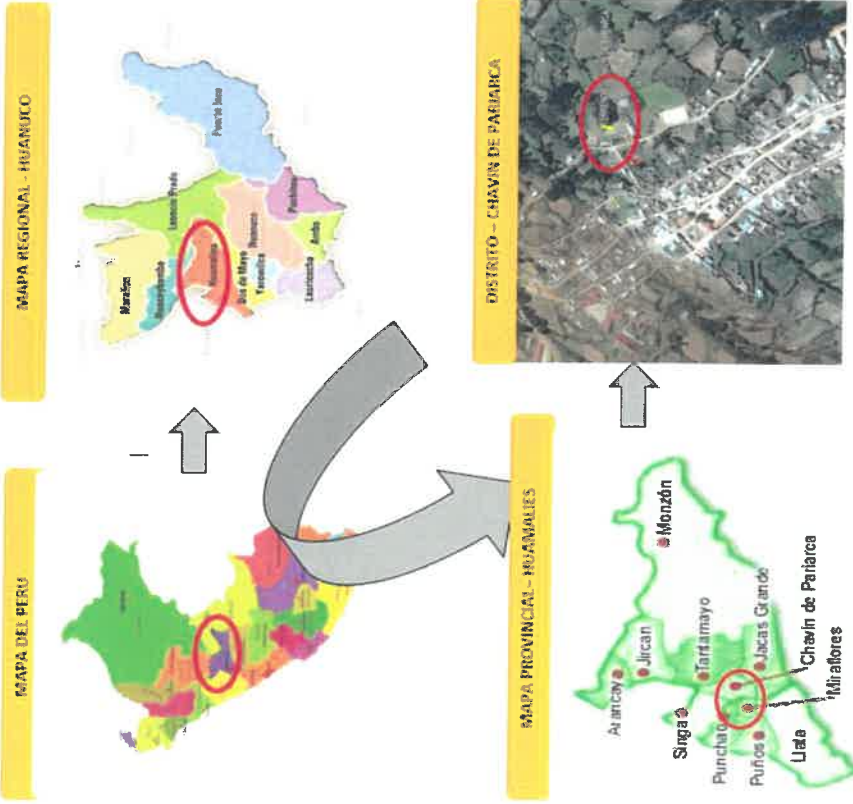 MAPA DEL PERU
MAPA REGIONAL - HUANUCO
Marañon
Huacaybamba
Leoncio Prado
Huamalies
Dos de Mayo
Yarowilca
Huanuco
Puerto Inca
Pachitea
Lauricocha
Ambo
MAPA PROVINCIAL - HUAMALIES
Arancay
Jircan
Monzón
Singa
Tantamayo
Punchao
Jacas Grande
Puños
Chavín de Pariarca
Miraflores
Llata
DISTRITO - CHAVIN DE PARIARCA